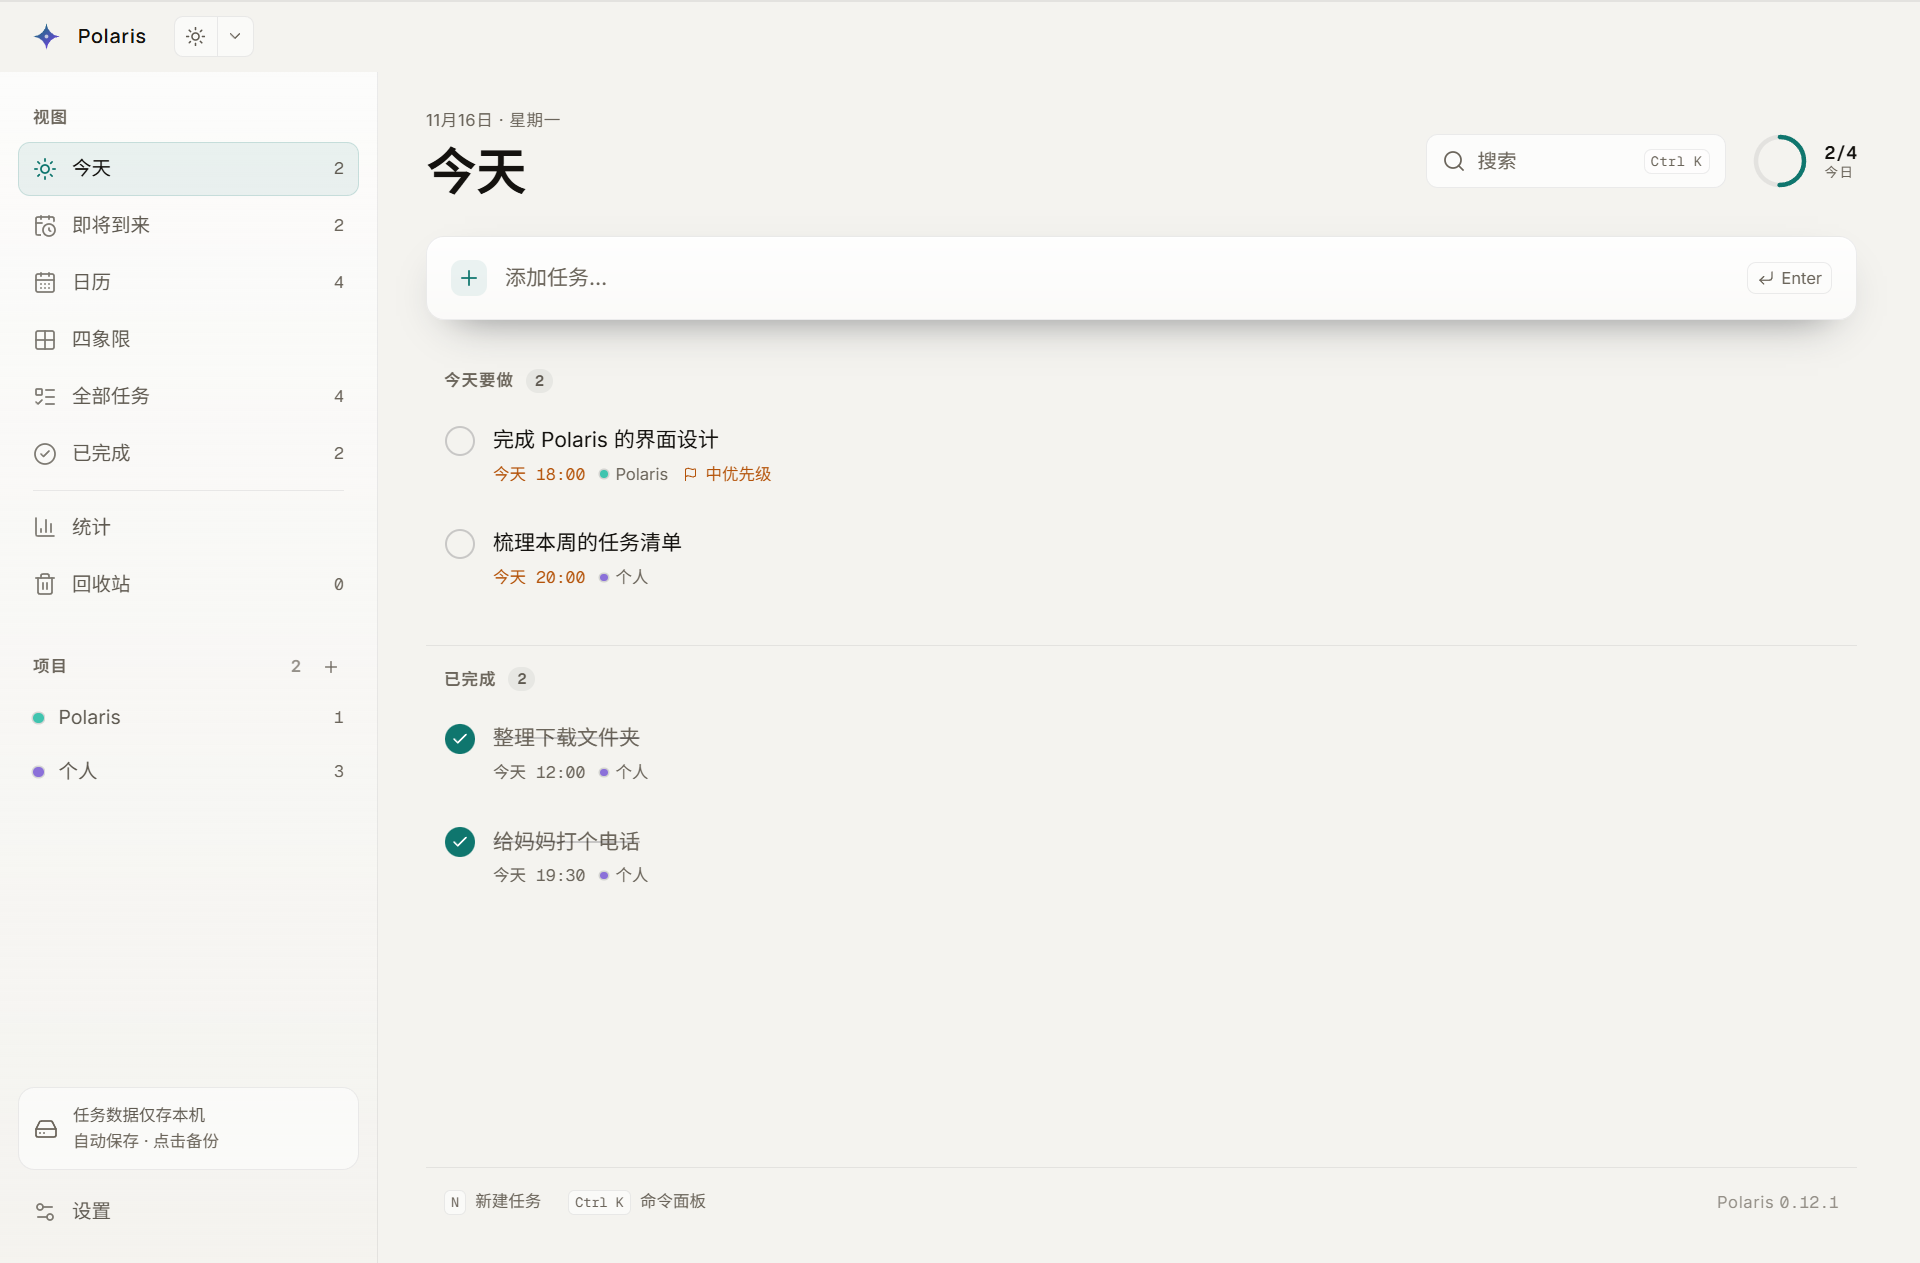 Polaris
视图
今天 2
即将到来 2
日历 4
四象限
全部任务 4
已完成 2
统计
回收站 0
项目 2
Polaris 1
个人 3
任务数据仅存本机
自动保存 · 点击备份
设置
11月16日 · 星期一
今天
搜索 Ctrl K
2/4
今日
添加任务... Enter
今天要做 2
完成 Polaris 的界面设计
今天 18:00 Polaris 中优先级
梳理本周的任务清单
今天 20:00 个人
已完成 2
整理下载文件夹
今天 12:00 个人
给妈妈打个电话
今天 19:30 个人
N 新建任务 Ctrl K 命令面板
Polaris 0.12.1